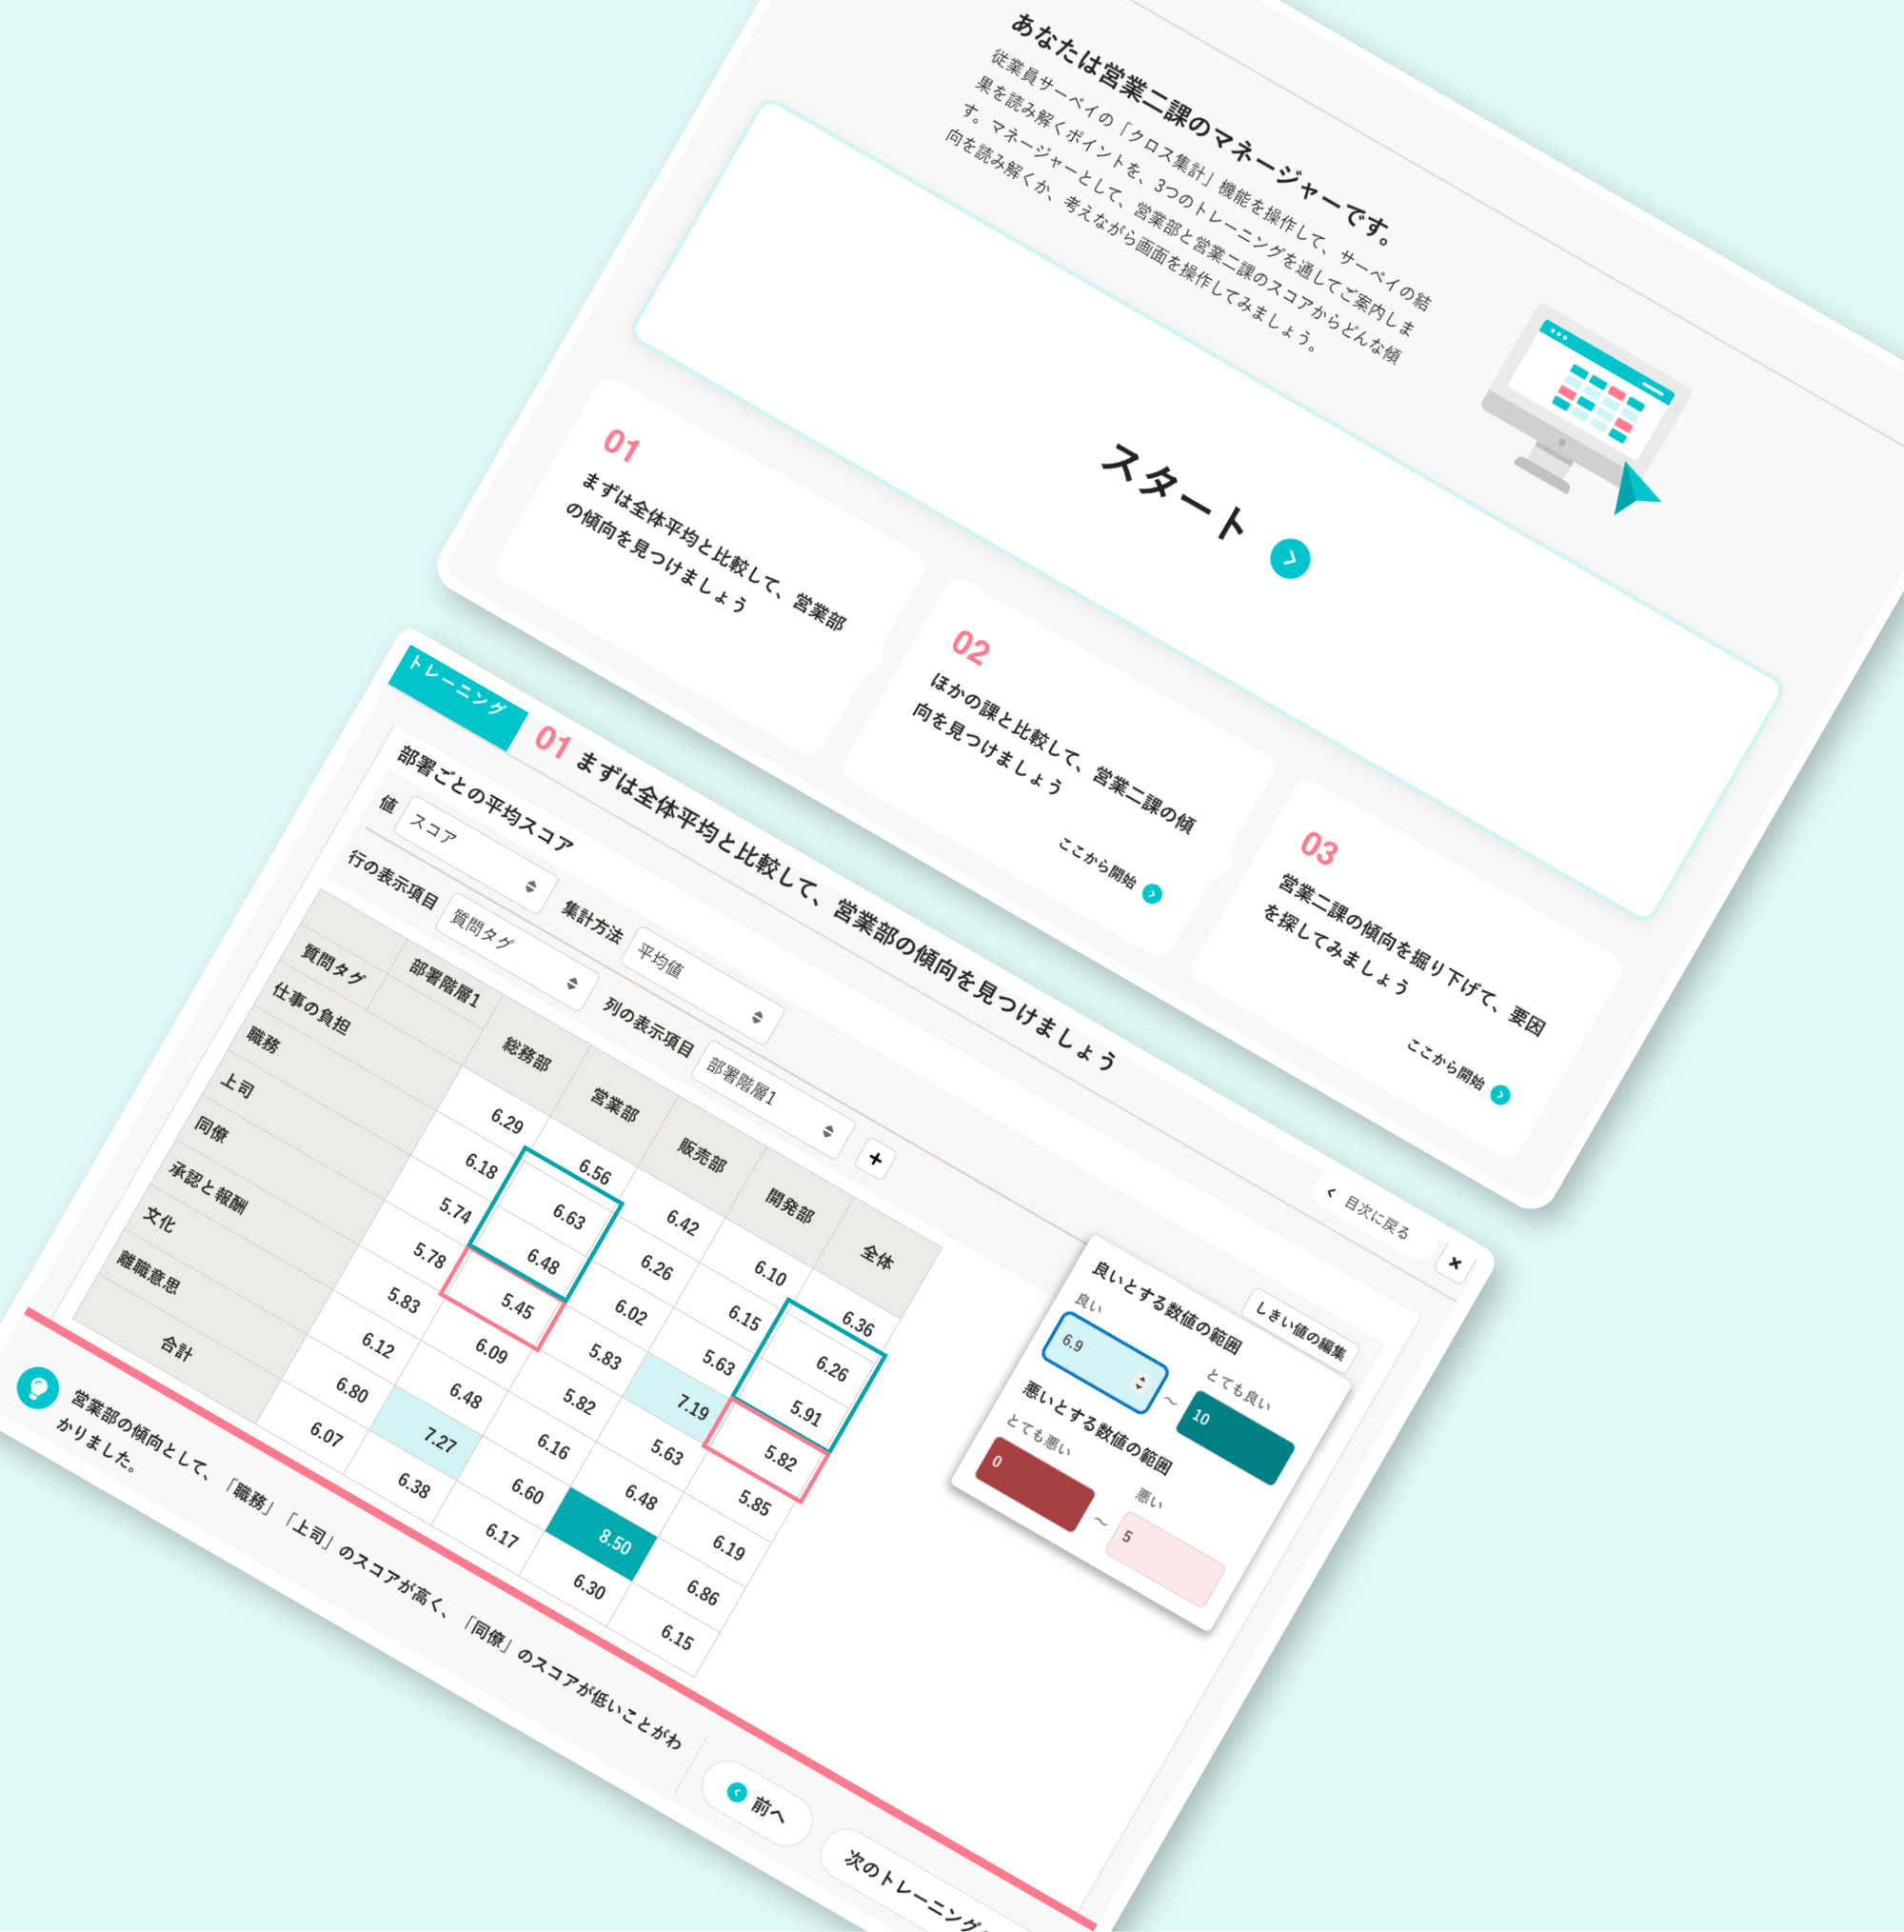 あなたは営業二課のマネージャーです。
従業員サーベイの「クロス集計」機能を操作して、サーベイの結
果を読み解くポイントを、3つのトレーニングを通してご案内しま
す。マネージャーとして、営業部と営業二課のスコアからどんな傾
向を読み解くか、考えながら画面を操作してみましょう。
スタート
01
まずは全体平均と比較して、営業部
の傾向を見つけましょう
02
ほかの課と比較して、営業二課の傾
向を見つけましょう
ここから開始
03
営業二課の傾向を掘り下げて、要因
を探してみましょう
ここから開始
トレーニング
01 まずは全体平均と比較して、営業部の傾向を見つけましょう
目次に戻る
部署ごとの平均スコア
値 スコア 集計方法 平均値
行の表示項目 質問タグ 列の表示項目 部署階層1 +
しきい値の編集
部署階層1 総務部 営業部 販売部 開発部 全体
質問タグ
仕事の負担 6.29 6.56 6.42 6.10 6.36
職務 6.18 6.63 6.26 6.15 6.26
上司 5.74 6.48 6.02 5.63 5.91
同僚 5.78 5.45 5.83 7.19 5.82
承認と報酬 5.83 6.09 5.82 5.63 5.85
文化 6.12 6.48 6.16 6.48 6.19
離職意思 6.80 7.27 6.60 8.50 6.86
合計 6.07 6.38 6.17 6.30 6.15
良いとする数値の範囲
良い とても良い
6.9 ～ 10
悪いとする数値の範囲
とても悪い 悪い
0 ～ 5
営業部の傾向として、「職務」「上司」のスコアが高く、「同僚」のスコアが低いことがわ
かりました。
前へ
次のトレーニング